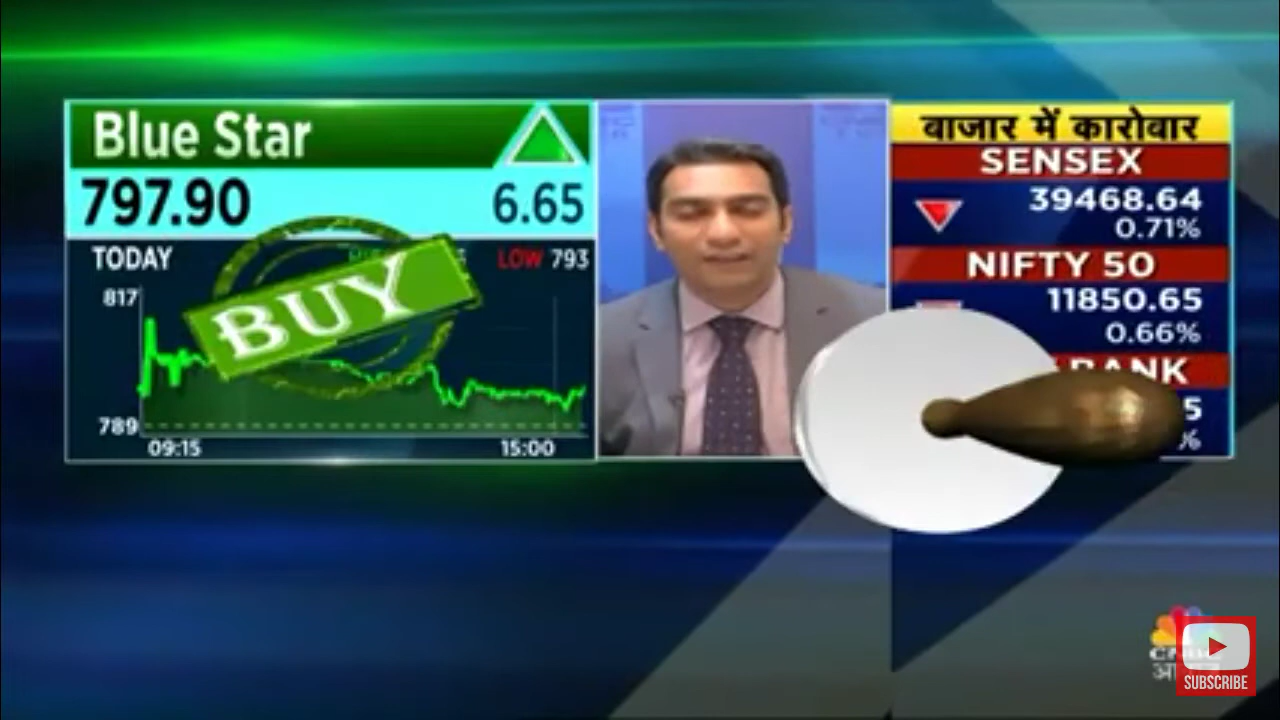 Blue Star
797.90 6.65
TODAY LOW 793
817
BUY
789
09:15 15:00
बाजार में कारोबार
SENSEX
39468.64
0.71%
NIFTY 50
11850.65
0.66%
BANK
5
%
SUBSCRIBE